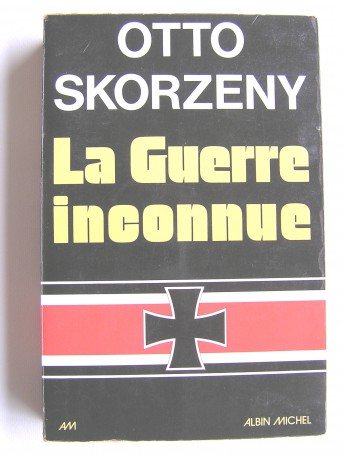 OTTO
SKORZENY
La Guerre
inconnue
AM
ALBIN MICHEL